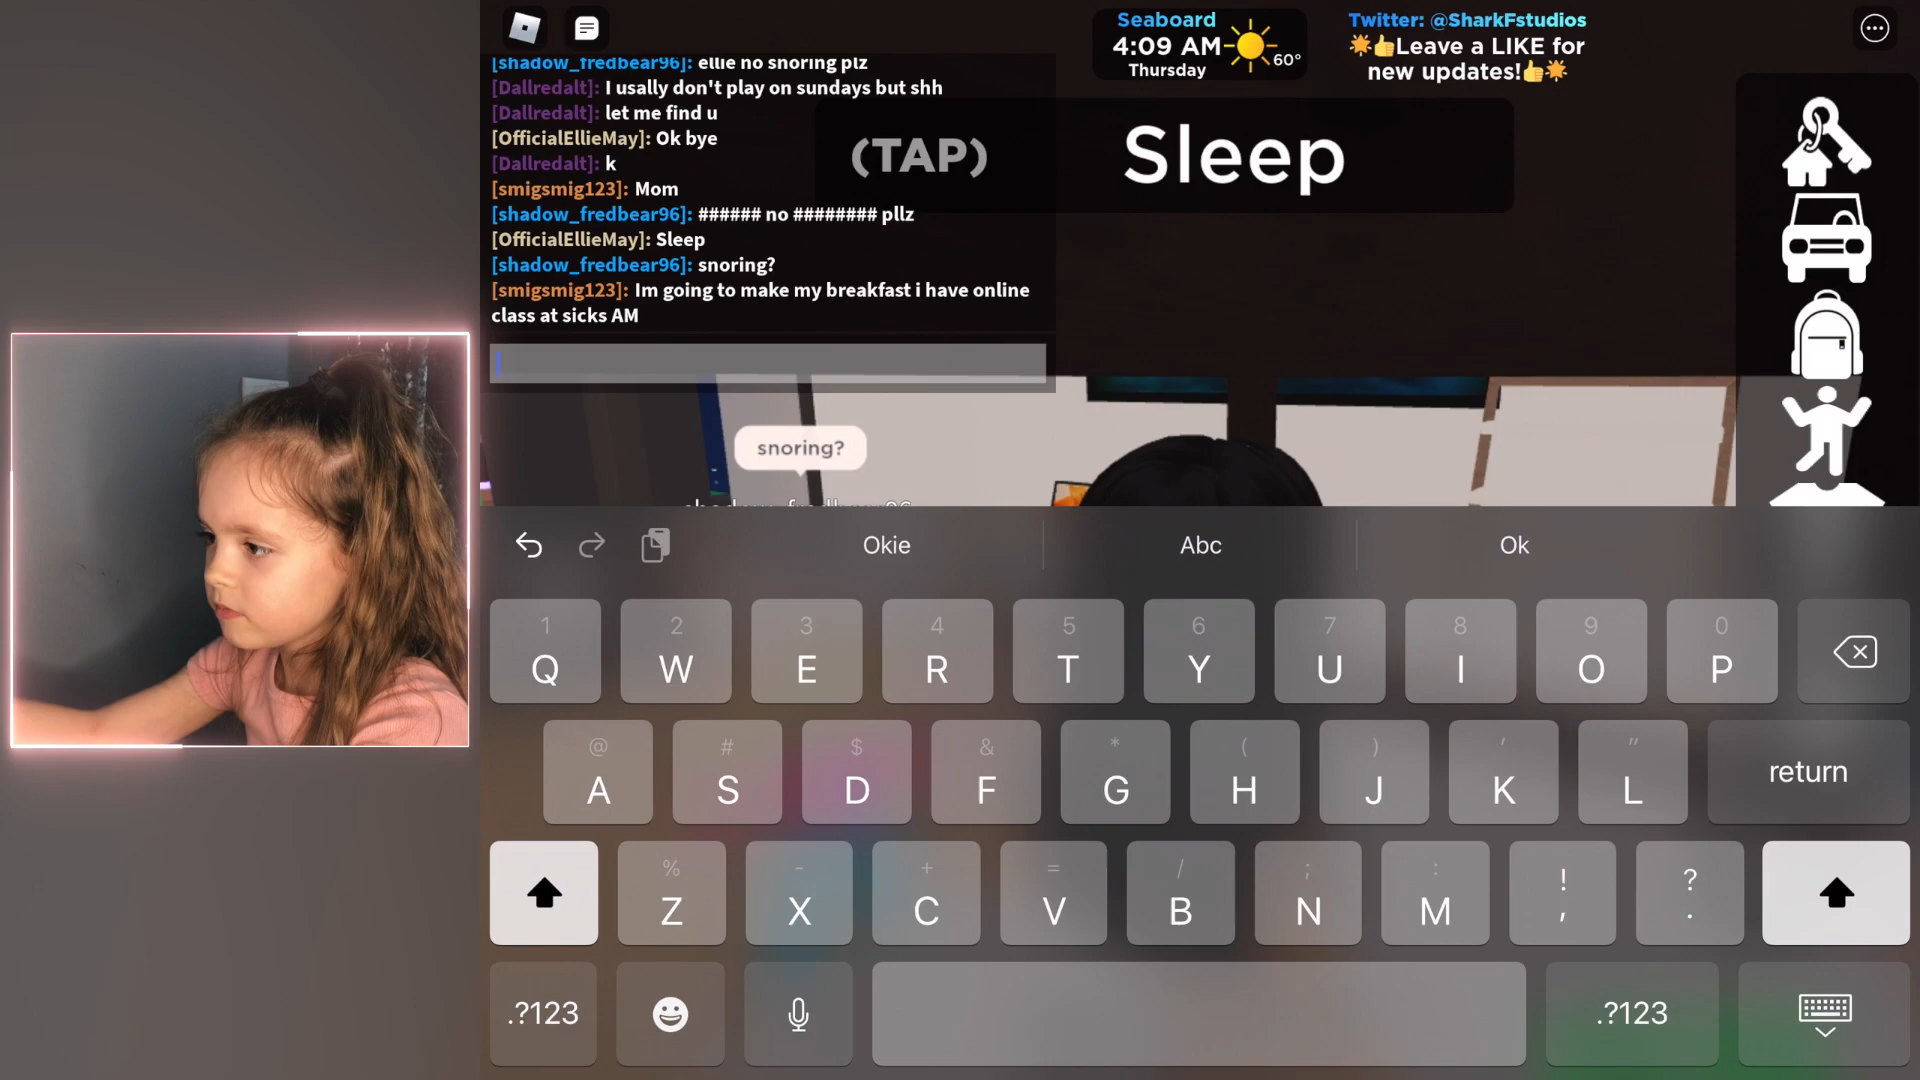 Seaboard
4:09 AM
60°
Thursday
Twitter: @SharkFstudios
🌟👍Leave a LIKE for
new updates!👍🌟
[shadow_fredbear96]: ellie no snoring plz
[Dallredalt]: I usally don't play on sundays but shh
[Dallredalt]: let me find u
[OfficialEllieMay]: Ok bye
[Dallredalt]: k
[smigsmig123]: Mom
[shadow_fredbear96]: ###### no ######## pllz
[OfficialEllieMay]: Sleep
[shadow_fredbear96]: snoring?
[smigsmig123]: Im going to make my breakfast i have online
class at sicks AM
(TAP) Sleep
snoring?
shadow_fredbear96
Okie Abc Ok
1 2 3 4 5 6 7 8 9 0
Q W E R T Y U I O P
@ # $ & * ( ) ' "
A S D F G H J K L return
% - + = / ; : ! ?
Z X C V B N M , .
.?123 .?123